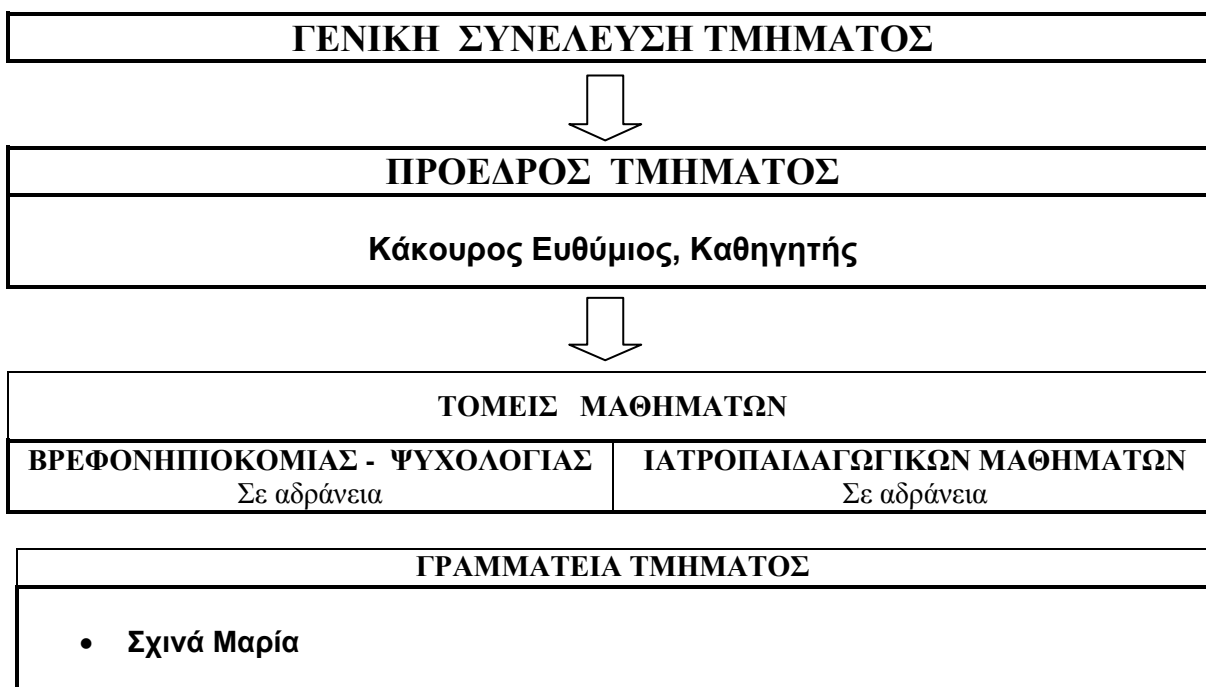 ΓΕΝΙΚΗ ΣΥΝΕΛΕΥΣΗ ΤΜΗΜΑΤΟΣ
ΠΡΟΕΔΡΟΣ ΤΜΗΜΑΤΟΣ
Κάκουρος Ευθύμιος, Καθηγητής
ΤΟΜΕΙΣ ΜΑΘΗΜΑΤΩΝ
ΒΡΕΦΟΝΗΠΙΟΚΟΜΙΑΣ - ΨΥΧΟΛΟΓΙΑΣ
Σε αδράνεια
ΙΑΤΡΟΠΑΙΔΑΓΩΓΙΚΩΝ ΜΑΘΗΜΑΤΩΝ
Σε αδράνεια
ΓΡΑΜΜΑΤΕΙΑ ΤΜΗΜΑΤΟΣ
• Σχινά Μαρία